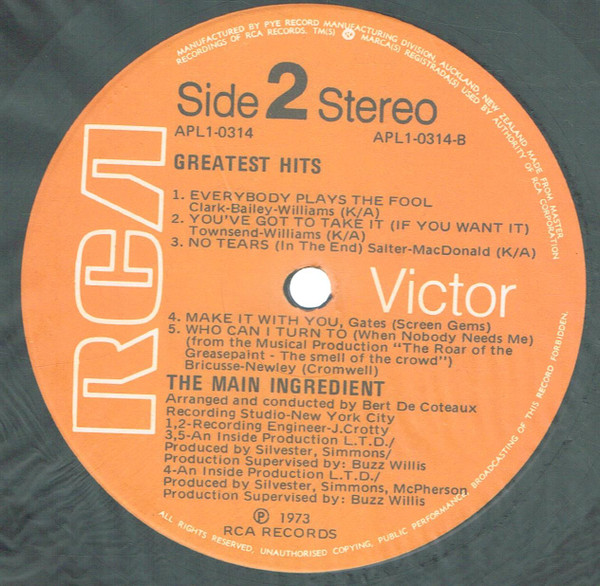 MANUFACTURED BY PYE RECORD MANUFACTURING DIVISION, AUCKLAND, NEW ZEALAND MADE FROM MASTER
RECORDINGS OF RCA RECORDS. TM(S) ® MARCA(S) REGISTRADA(S) USED BY AUTHORITY OF RCA CORPORATION
Side 2 Stereo
APL1-0314 APL1-0314-B
GREATEST HITS
1. EVERYBODY PLAYS THE FOOL
Clark-Bailey-Williams (K/A)
2. YOU'VE GOT TO TAKE IT (IF YOU WANT IT)
Townsend-Williams (K/A)
3. NO TEARS (In The End) Salter-MacDonald (K/A)
RCA Victor
4. MAKE IT WITH YOU, Gates (Screen Gems)
5. WHO CAN I TURN TO (When Nobody Needs Me)
(from the Musical Production "The Roar of the
Greasepaint - The smell of the crowd")
Bricusse-Newley (Cromwell)
THE MAIN INGREDIENT
Arranged and conducted by Bert De Coteaux
Recording Studio-New York City
1,2-Recording Engineer-J.Crotty
3,5-An Inside Production L.T.D./
Produced by Silvester, Simmons/
Production Supervised by: Buzz Willis
4-An Inside Production L.T.D./
Produced by Silvester, Simmons, McPherson
Production Supervised by: Buzz Willis
℗ 1973
RCA RECORDS
ALL RIGHTS RESERVED, UNAUTHORISED COPYING, PUBLIC PERFORMANCE, BROADCASTING OF THIS RECORD FORBIDDEN.